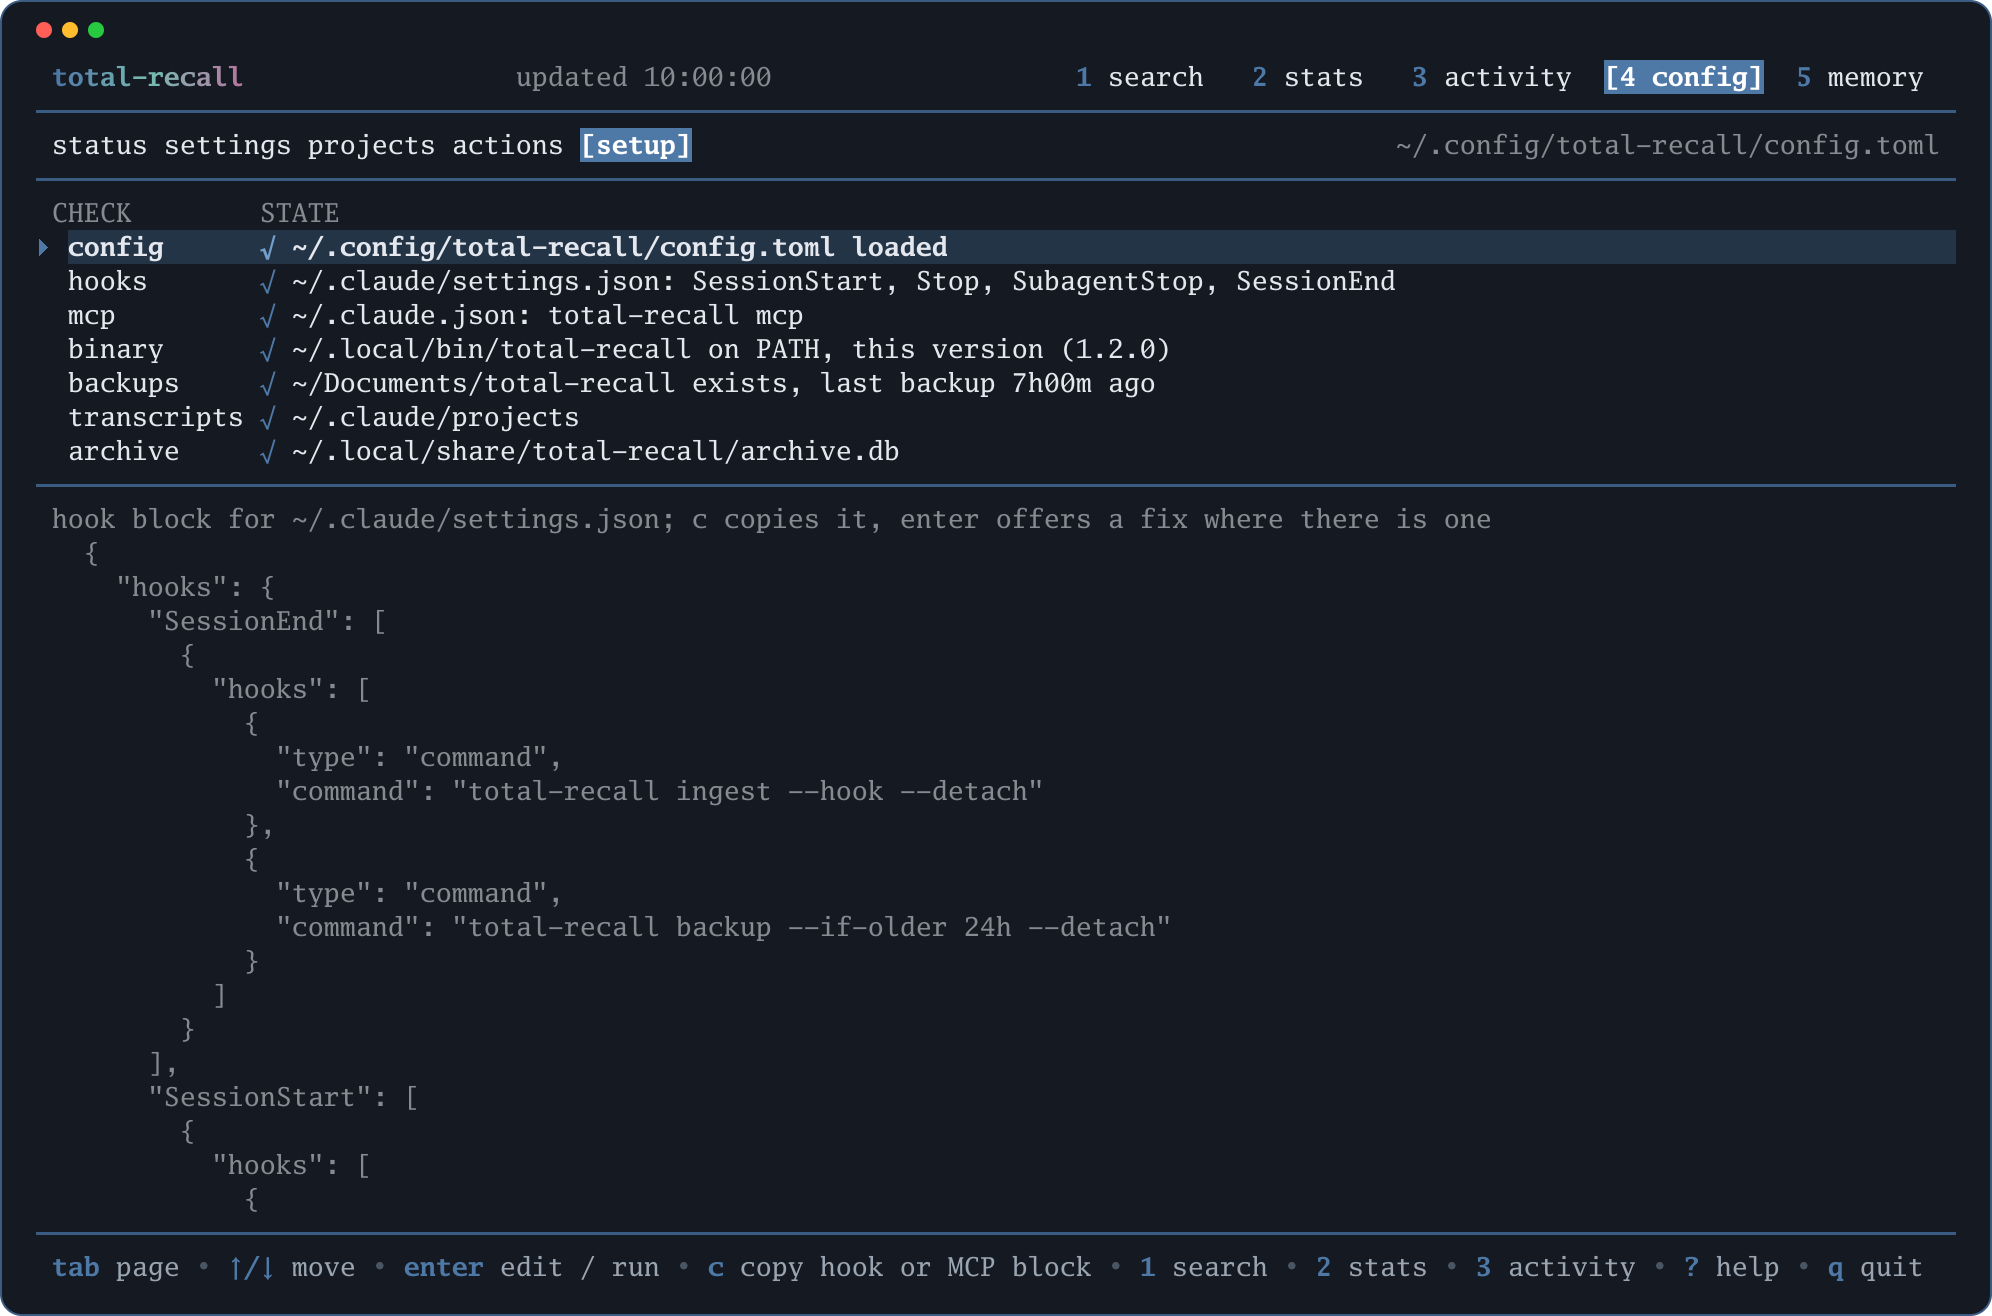 total-recall updated 10:00:00 1 search 2 stats 3 activity [4 config] 5 memory
status settings projects actions [setup] ~/.config/total-recall/config.toml
CHECK STATE
config √ ~/.config/total-recall/config.toml loaded
hooks √ ~/.claude/settings.json: SessionStart, Stop, SubagentStop, SessionEnd
mcp √ ~/.claude.json: total-recall mcp
binary √ ~/.local/bin/total-recall on PATH, this version (1.2.0)
backups √ ~/Documents/total-recall exists, last backup 7h00m ago
transcripts √ ~/.claude/projects
archive √ ~/.local/share/total-recall/archive.db
hook block for ~/.claude/settings.json; c copies it, enter offers a fix where there is one
{
"hooks": {
"SessionEnd": [
{
"hooks": [
{
"type": "command",
"command": "total-recall ingest --hook --detach"
},
{
"type": "command",
"command": "total-recall backup --if-older 24h --detach"
}
]
}
],
"SessionStart": [
{
"hooks": [
{
tab page • ↑/↓ move • enter edit / run • c copy hook or MCP block • 1 search • 2 stats • 3 activity • ? help • q quit